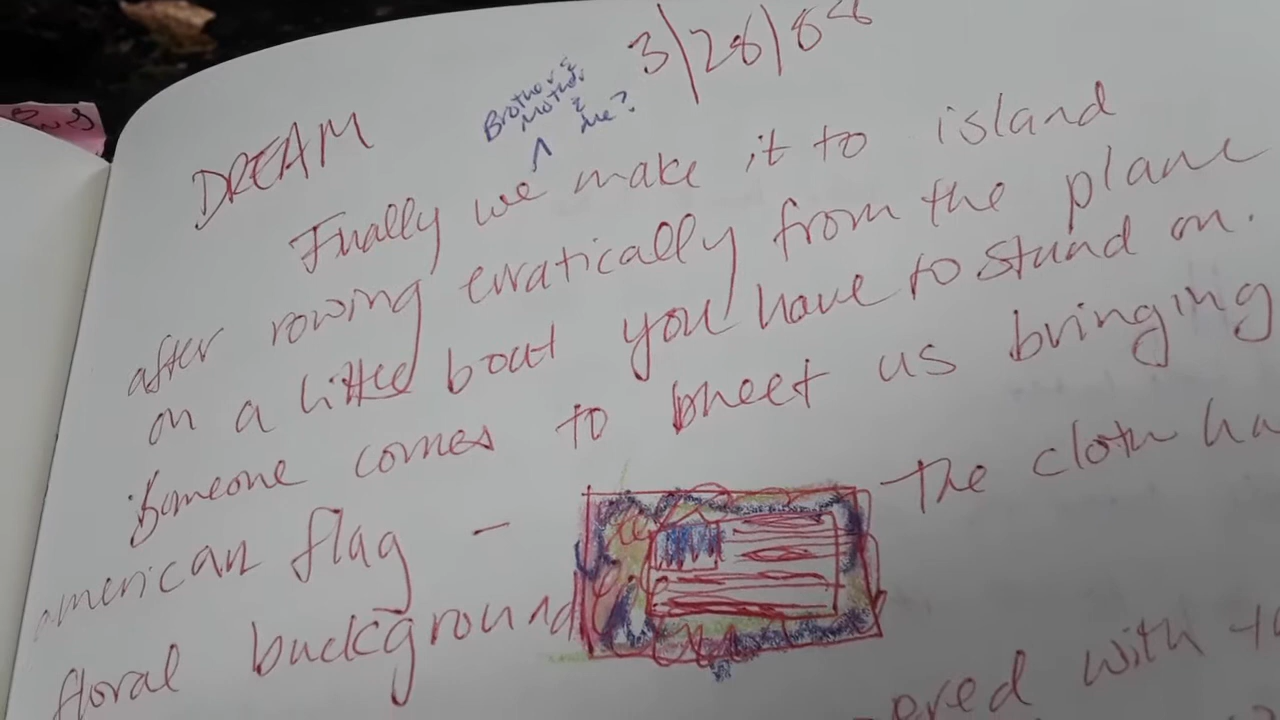 3/28/88
Brother &
Mother
& me?
DREAM
Finally we make it to island
after rowing erratically from the plane
on a little boat you have to stand on.
Someone comes to meet us bringing
american flag - The cloth ha
floral background
ered with